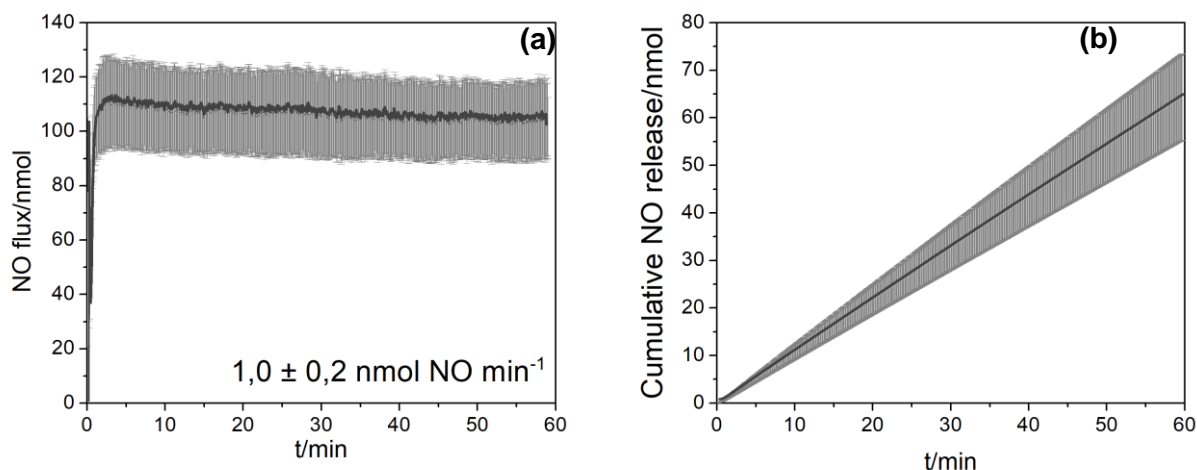 (a)
NO flux/nmol
140
120
100
80
60
40
20
0
0 10 20 30 40 50 60
t/min
1,0 ± 0,2 nmol NO min⁻¹
(b)
Cumulative NO release/nmol
80
70
60
50
40
30
20
10
0
0 10 20 30 40 50 60
t/min